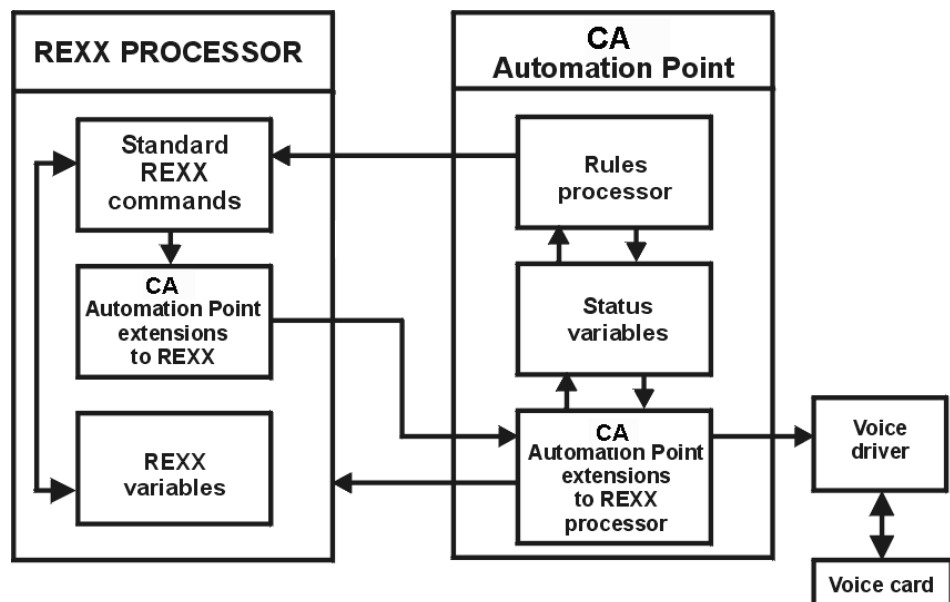 REXX PROCESSOR
Standard
REXX
commands
CA
Automation Point
extensions
to REXX
REXX
variables
CA
Automation Point
Rules
processor
Status
variables
CA
Automation Point
extensions
to REXX
processor
Voice
driver
Voice card